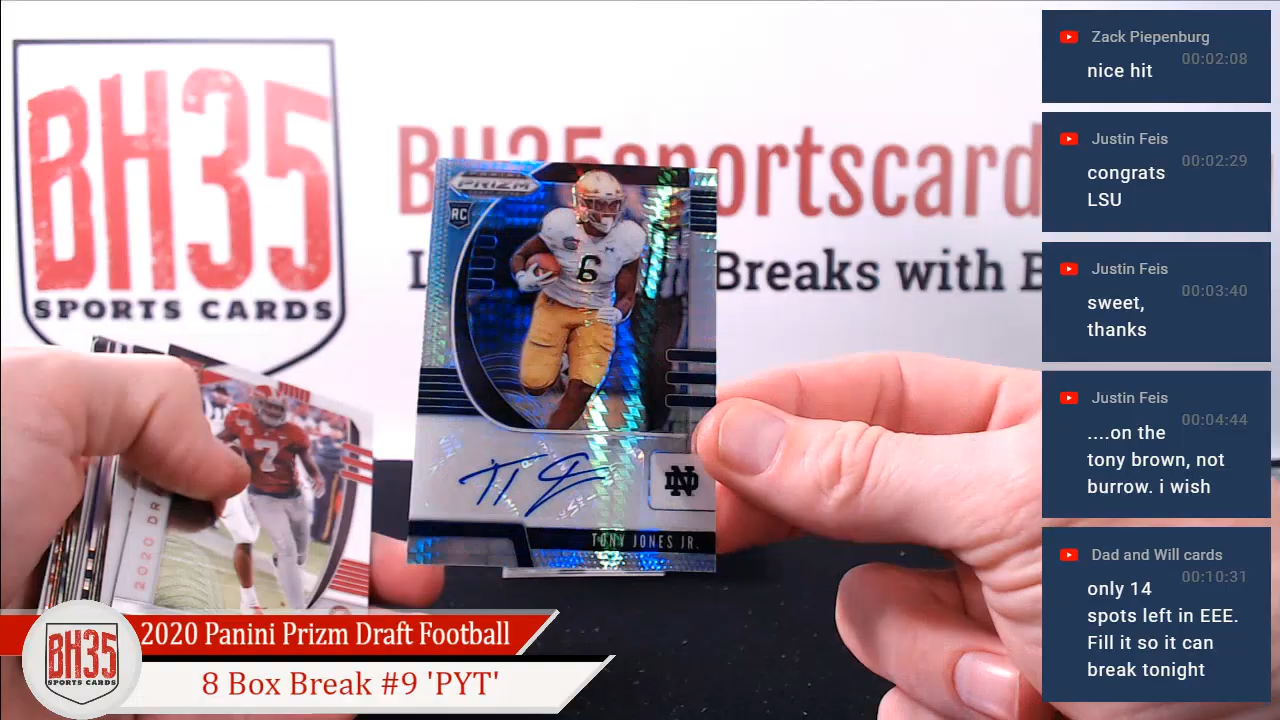 BH35
SPORTS CARDS
BH35sportscard
Breaks with B
PRIZM
RC
6
ND
TONY JONES JR.
7
2020 DR
BH35
SPORTS CARDS
2020 Panini Prizm Draft Football
8 Box Break #9 'PYT'
Zack Piepenburg
00:02:08
nice hit
Justin Feis
00:02:29
congrats
LSU
Justin Feis
00:03:40
sweet,
thanks
Justin Feis
00:04:44
....on the
tony brown, not
burrow. i wish
Dad and Will cards
00:10:31
only 14
spots left in EEE.
Fill it so it can
break tonight